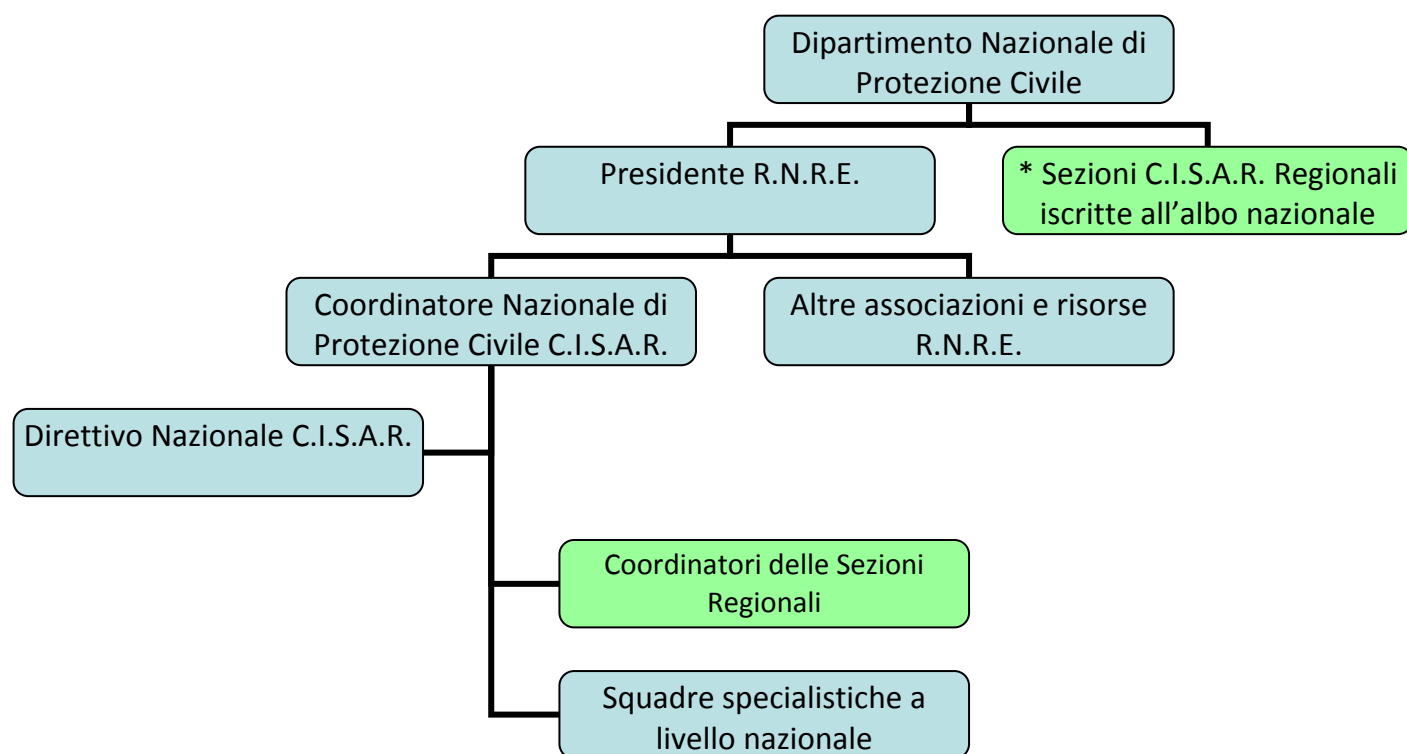 Dipartimento Nazionale di
Protezione Civile
Presidente R.N.R.E.
* Sezioni C.I.S.A.R. Regionali
iscritte all’albo nazionale
Coordinatore Nazionale di
Protezione Civile C.I.S.A.R.
Altre associazioni e risorse
R.N.R.E.
Direttivo Nazionale C.I.S.A.R.
Coordinatori delle Sezioni
Regionali
Squadre specialistiche a
livello nazionale